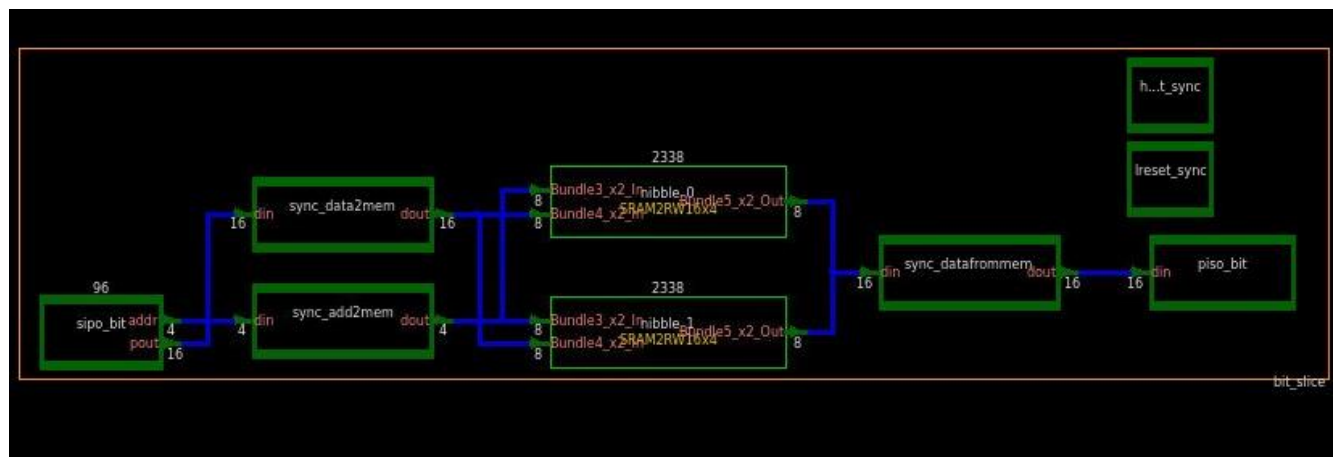 h...t_sync
lreset_sync
2338
Bundle3_x2_In
nibble_0
Bundle5_x2_Out
8
Bundle4_x2_In
SRAM2RW16x4
8
8
sync_data2mem
din
dout
16
16
sync_datafrommem
din
dout
16
16
piso_bit
din
16
96
sipo_bit
addr
4
pout
16
sync_add2mem
din
dout
4
4
2338
Bundle3_x2_In
nibble_1
Bundle5_x2_Out
8
Bundle4_x2_In
SRAM2RW16x4
8
8
bit_slice